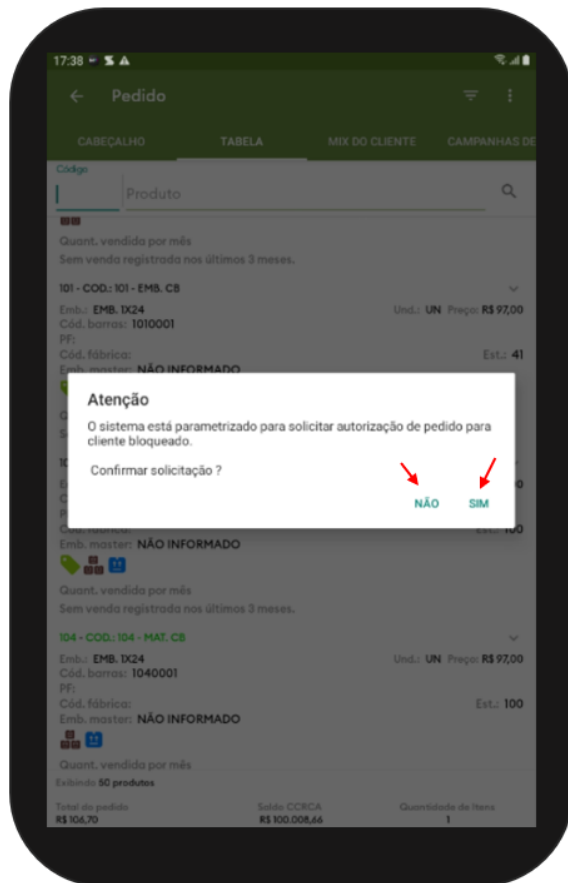 17:38
Pedido
CABEÇALHO TABELA MIX DO CLIENTE CAMPANHAS DE
Código
Produto
Quant. vendida por mês
Sem venda registrada nos últimos 3 meses.
101 - COD.: 101 - EMB. CB
Emb.: EMB. 1X24 Und.: UN Preço: R$ 97,00
Cód. barras: 1010001
PF:
Cód. fábrica: Est.: 41
Emb. master: NÃO INFORMADO
Atenção
O sistema está parametrizado para solicitar autorização de pedido para
cliente bloqueado.
Confirmar solicitação ?
NÃO SIM
Est.: 100
Emb. master: NÃO INFORMADO
Quant. vendida por mês
Sem venda registrada nos últimos 3 meses.
104 - COD.: 104 - MAT. CB
Emb.: EMB. 1X24 Und.: UN Preço: R$ 97,00
Cód. barras: 1040001
PF:
Cód. fábrica: Est.: 100
Emb. master: NÃO INFORMADO
Quant. vendida por mês
Exibindo 50 produtos
Total do pedido Saldo CCRCA Quantidade de itens
R$ 106,70 R$ 100.008,66 1